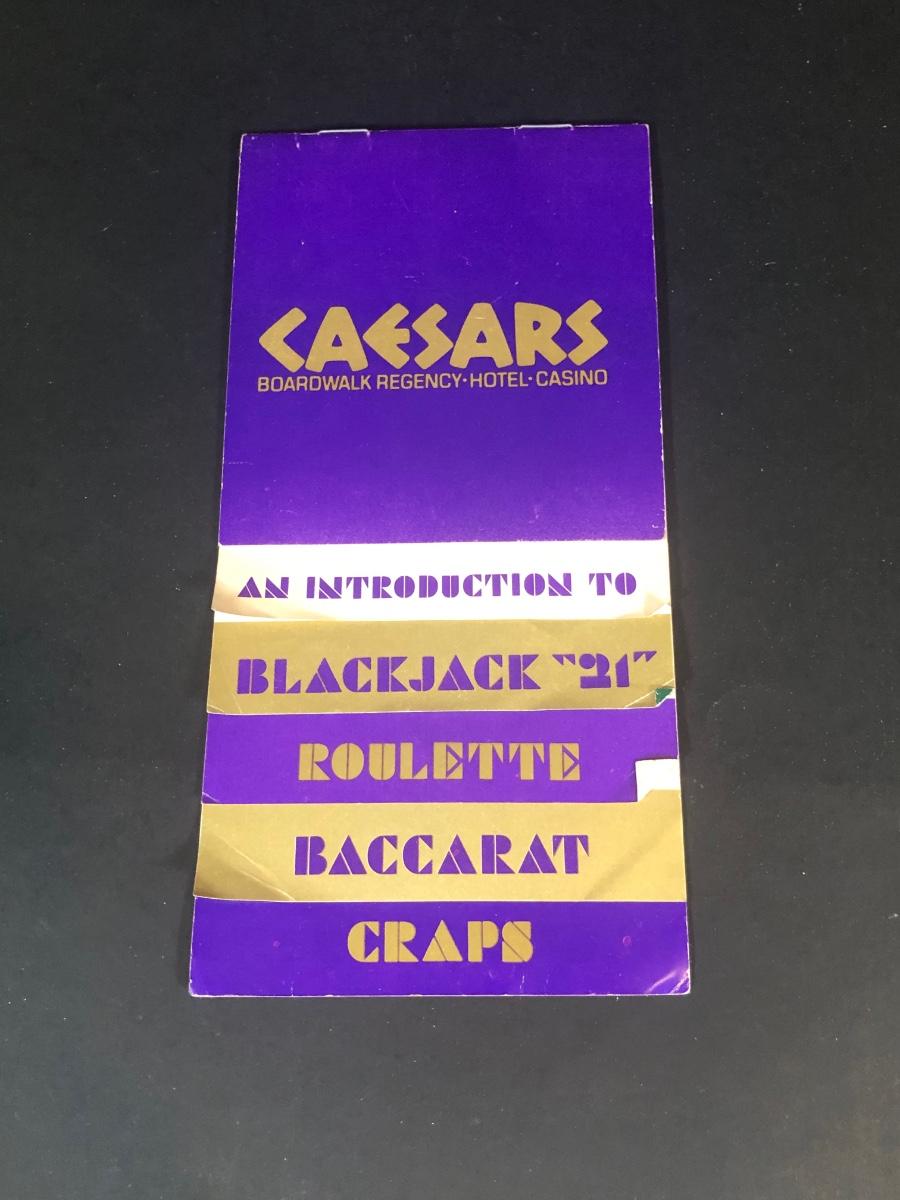 CAESARS
BOARDWALK REGENCY·HOTEL·CASINO
AN INTRODUCTION TO
BLACKJACK "21"
ROULETTE
BACCARAT
CRAPS